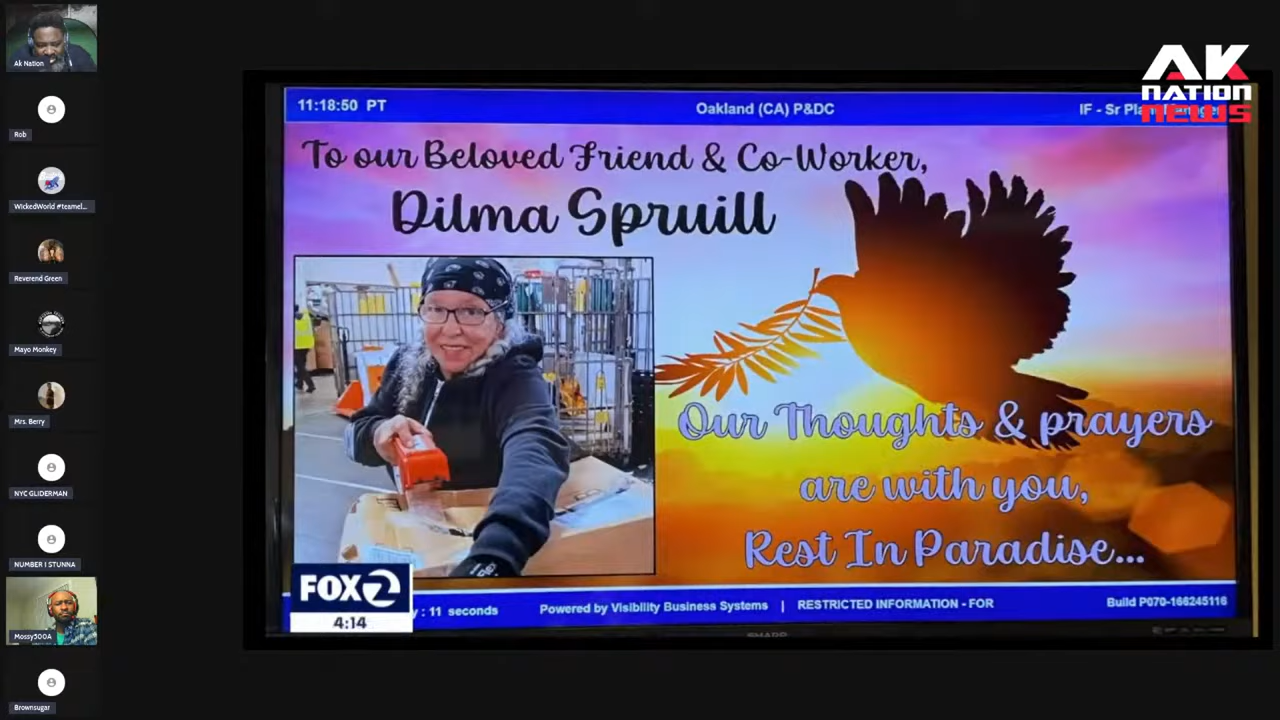 Ak Nation
Rob
WickedWorld #teamel...
Reverend Green
Mayo Monkey
Mrs. Berry
NYC GLIDERMAN
NUMBER 1 STUNNA
Mossy500A
Brownsugar
AK
NATION
NEWS
11:18:50 PT
Oakland (CA) P&DC
IF - Sr
To our Beloved Friend & Co-Worker,
Dilma Spruill
Our Thoughts & prayers
are with you,
Rest In Paradise...
FOX 2
4:14
: 11 seconds
Powered by Visibility Business Systems | RESTRICTED INFORMATION - FOR
Build P070-166245116
SHARP